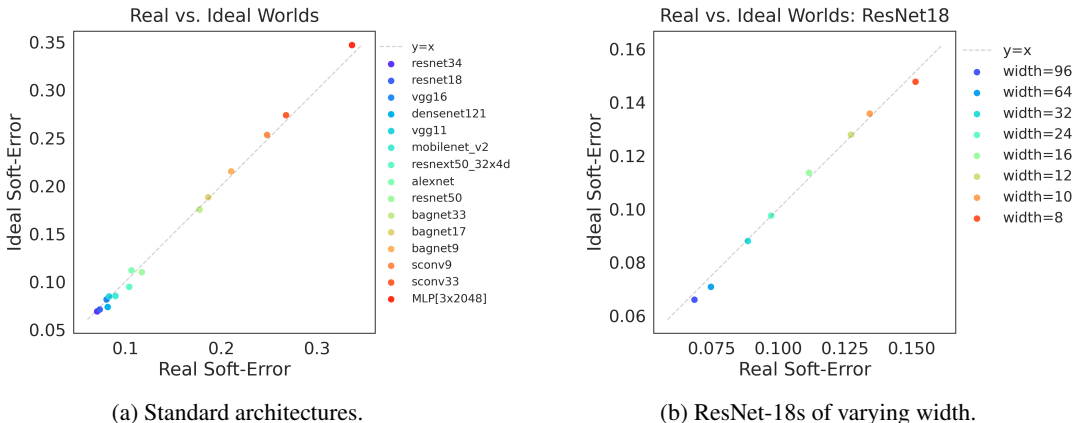 Real vs. Ideal Worlds
Ideal Soft-Error
0.35
0.30
0.25
0.20
0.15
0.10
0.05
0.1
0.2
0.3
Real Soft-Error
y=x
resnet34
resnet18
vgg16
densenet121
vgg11
mobilenet_v2
resnext50_32x4d
alexnet
resnet50
bagnet33
bagnet17
bagnet9
sconv9
sconv33
MLP[3x2048]
(a) Standard architectures.
Real vs. Ideal Worlds: ResNet18
Ideal Soft-Error
0.16
0.14
0.12
0.10
0.08
0.06
0.075
0.100
0.125
0.150
Real Soft-Error
y=x
width=96
width=64
width=32
width=24
width=16
width=12
width=10
width=8
(b) ResNet-18s of varying width.